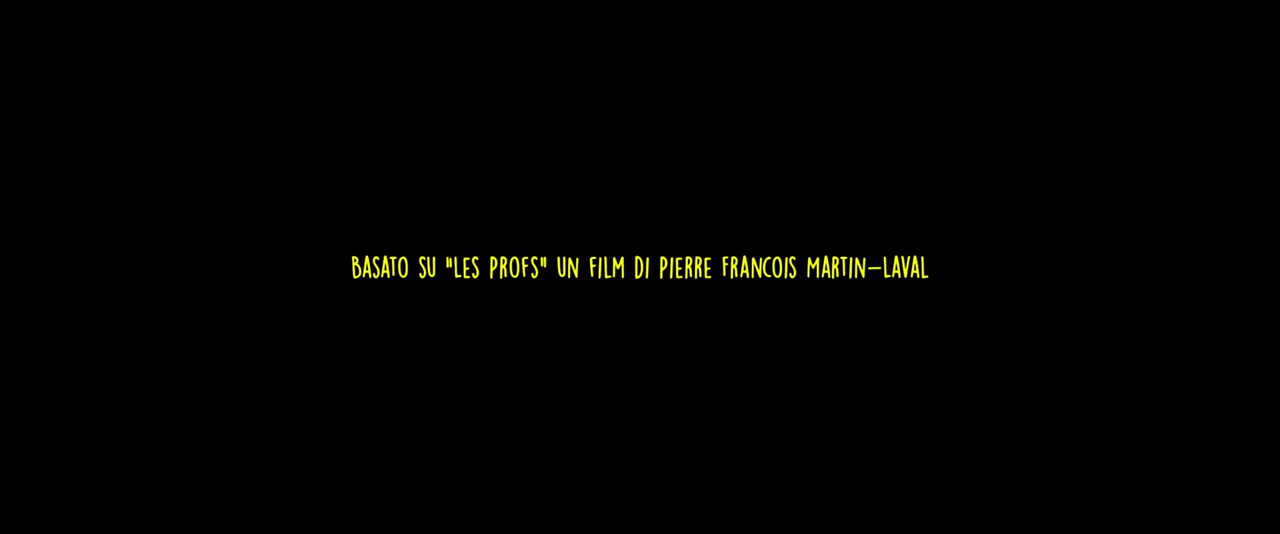 BASATO SU "LES PROFS" UN FILM DI PIERRE FRANCOIS MARTIN-LAVAL